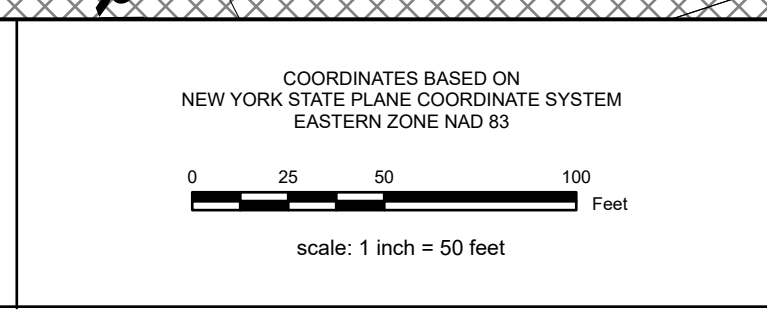 COORDINATES BASED ON
NEW YORK STATE PLANE COORDINATE SYSTEM
EASTERN ZONE NAD 83
0 25 50 100
Feet
scale: 1 inch = 50 feet